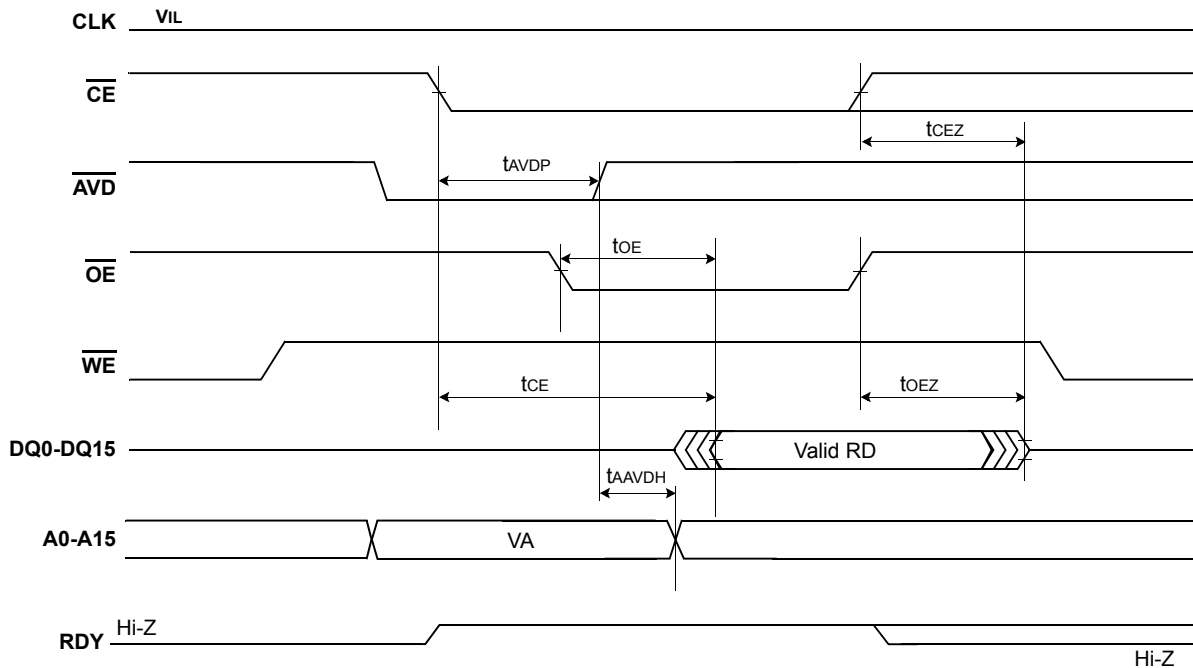 CLK VIL
CE
tCEZ
tAVDP
AVD
tOE
OE
WE
tCE tOEZ
DQ0-DQ15 Valid RD
tAAVDH
A0-A15 VA
Hi-Z
RDY
Hi-Z